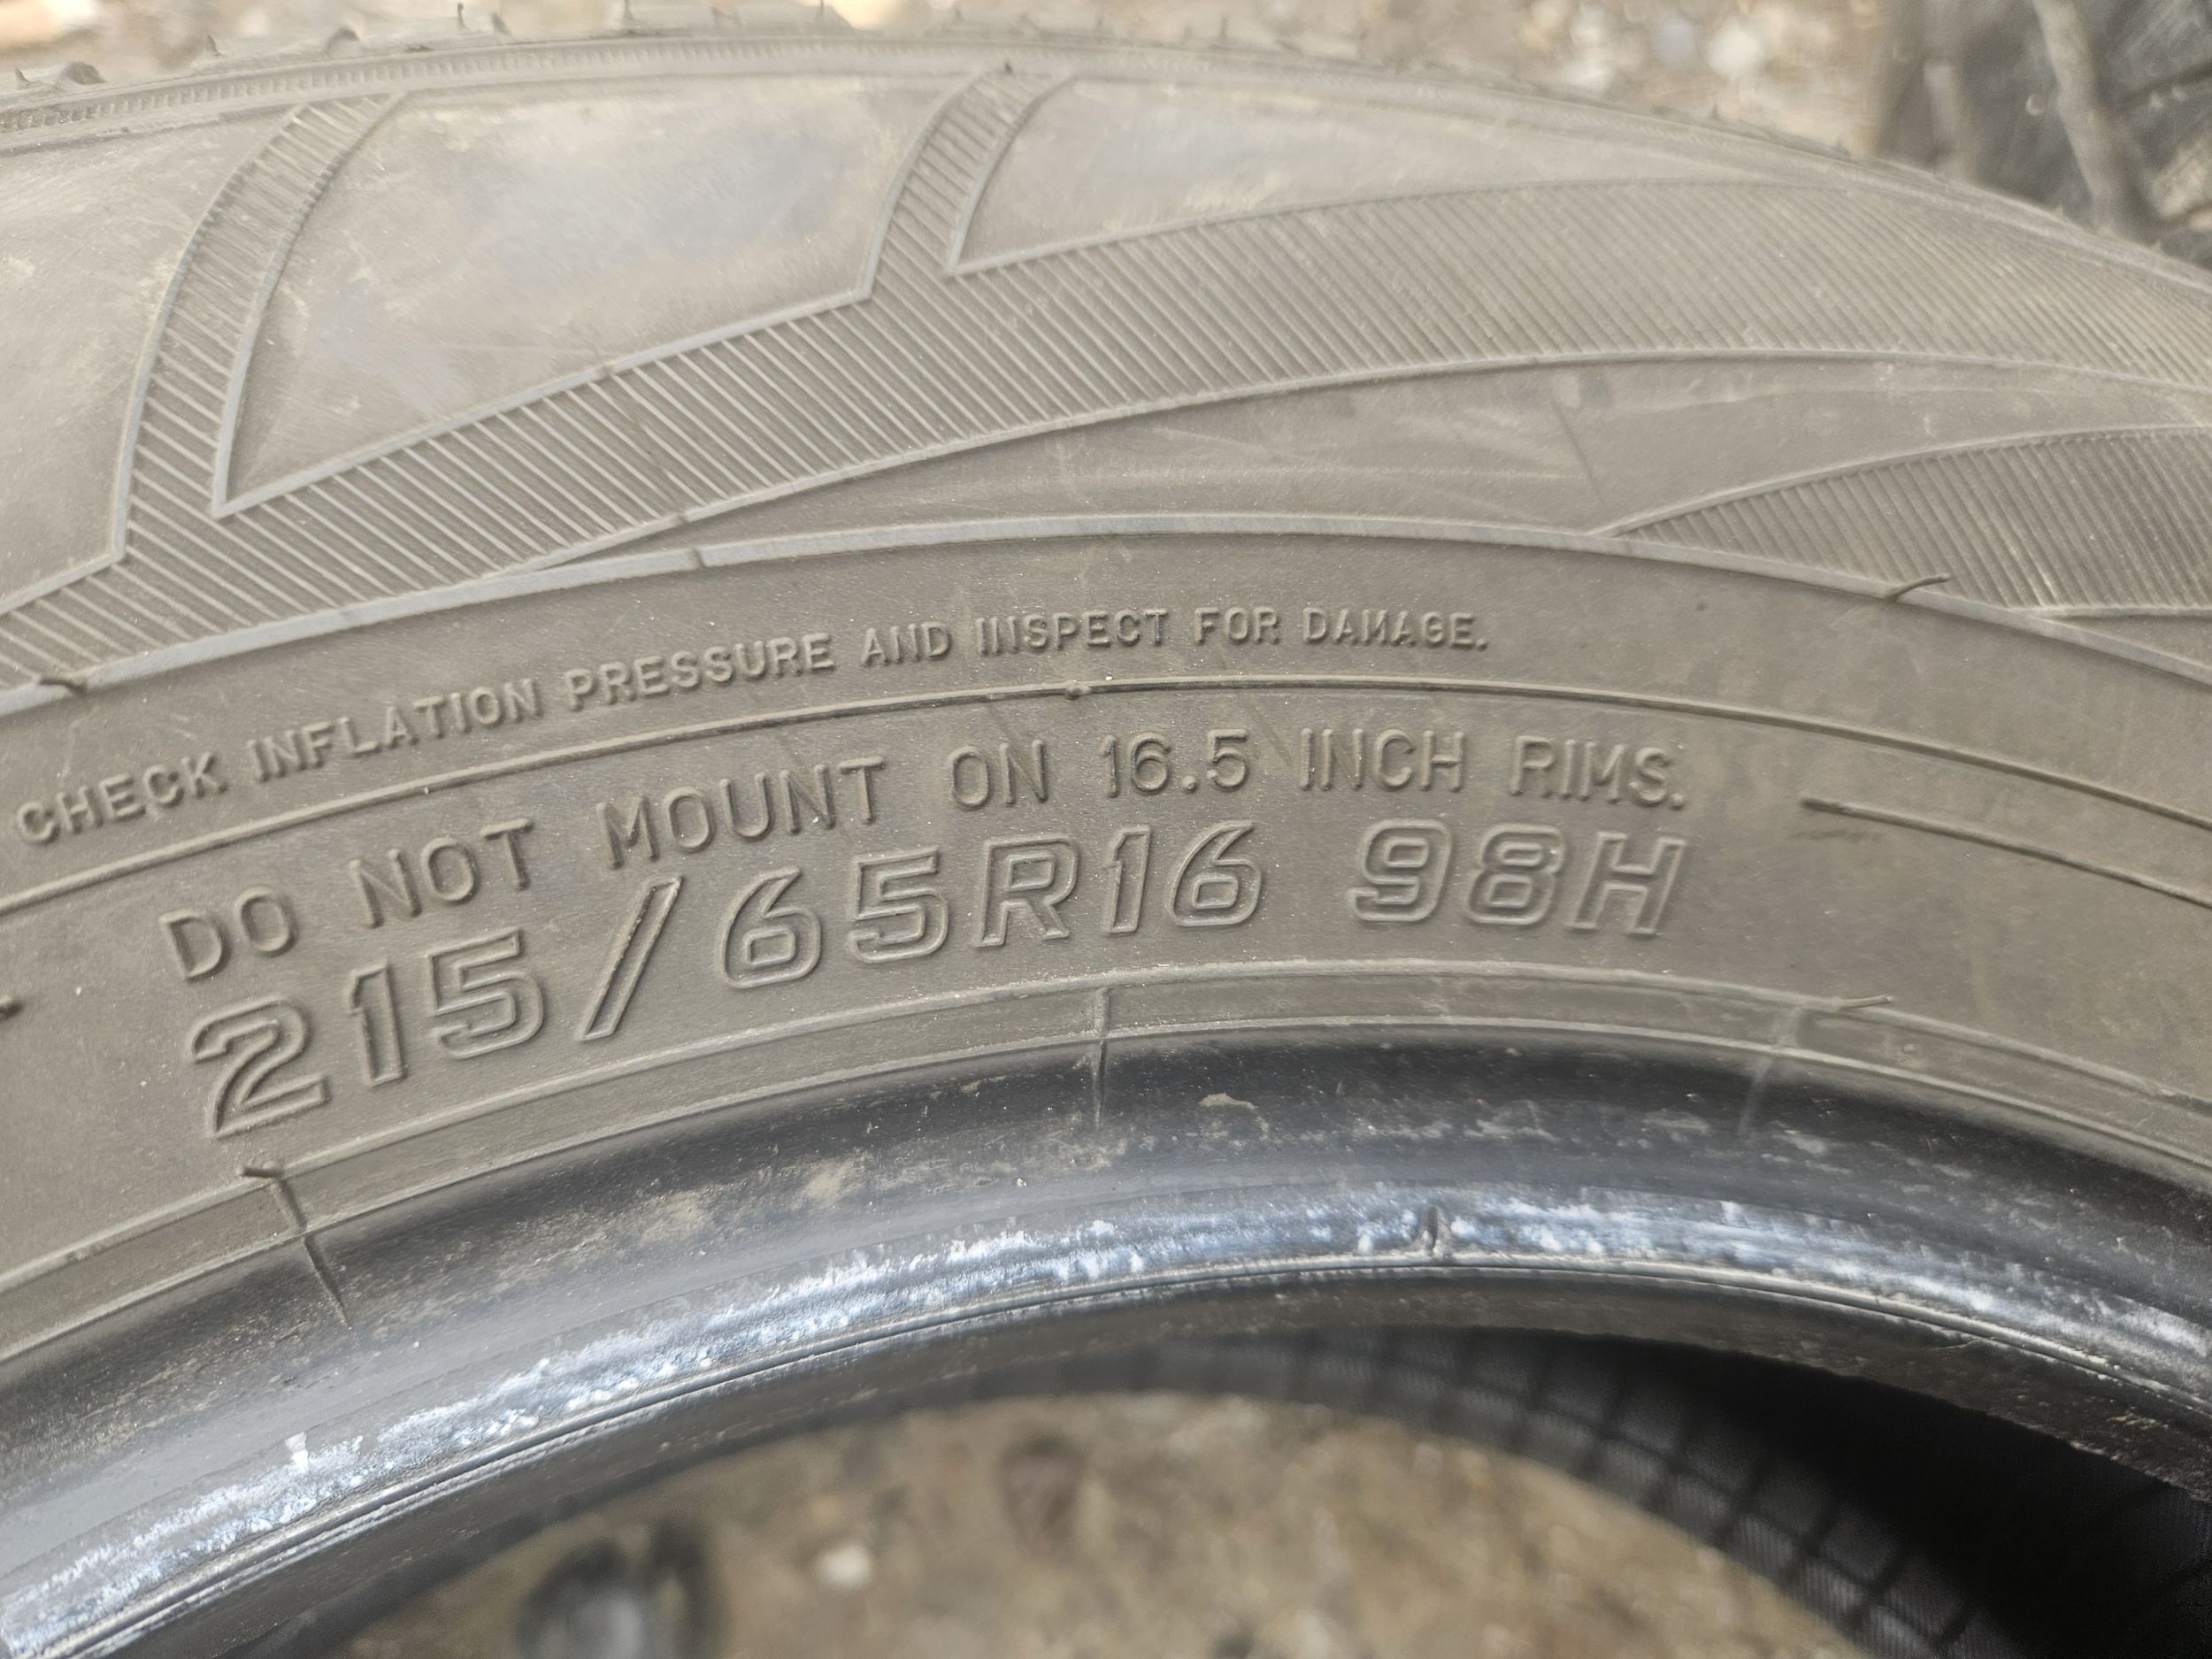 CHECK INFLATION PRESSURE AND INSPECT FOR DAMAGE.
DO NOT MOUNT ON 16.5 INCH RIMS.
215/65R16 98H